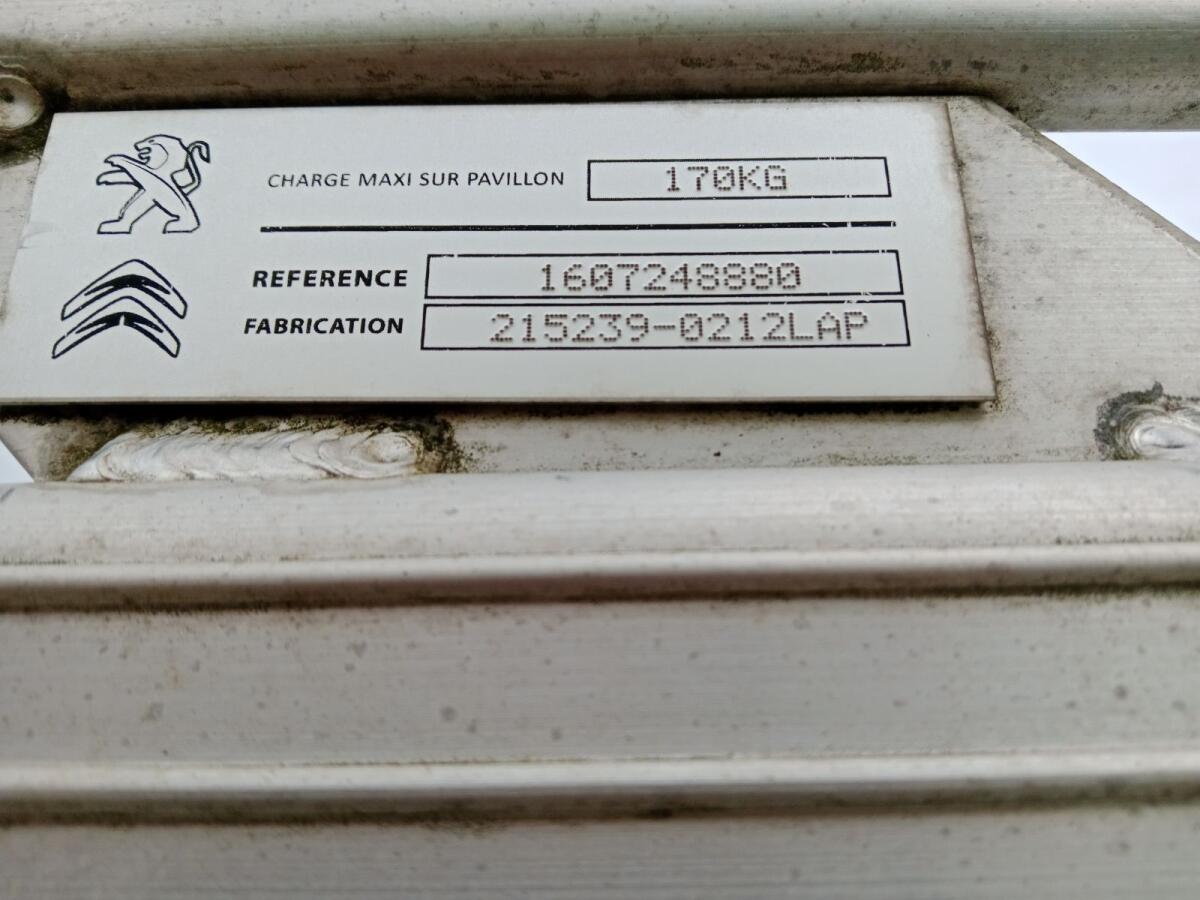 CHARGE MAXI SUR PAVILLON 170KG
REFERENCE 1607248880
FABRICATION 215239-0212LAP